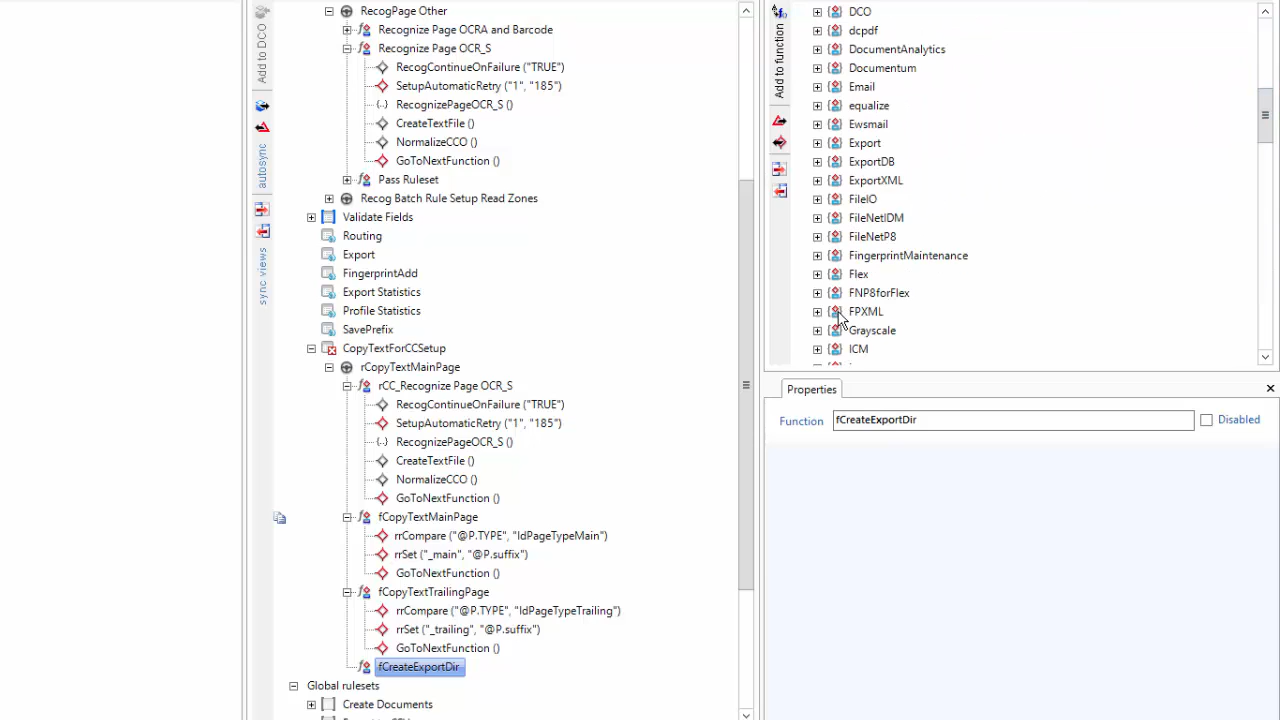 Add to DCO
autosync
sync views
RecogPage Other
Recognize Page OCRA and Barcode
Recognize Page OCR_S
RecogContinueOnFailure ("TRUE")
SetupAutomaticRetry ("1", "185")
RecognizePageOCR_S ()
CreateTextFile ()
NormalizeCCO ()
GoToNextFunction ()
Pass Ruleset
Recog Batch Rule Setup Read Zones
Validate Fields
Routing
Export
FingerprintAdd
Export Statistics
Profile Statistics
SavePrefix
CopyTextForCCSetup
rCopyTextMainPage
rCC_Recognize Page OCR_S
RecogContinueOnFailure ("TRUE")
SetupAutomaticRetry ("1", "185")
RecognizePageOCR_S ()
CreateTextFile ()
NormalizeCCO ()
GoToNextFunction ()
fCopyTextMainPage
rrCompare ("@P.TYPE", "IdPageTypeMain")
rrSet ("_main", "@P.suffix")
GoToNextFunction ()
fCopyTextTrailingPage
rrCompare ("@P.TYPE", "IdPageTypeTrailing")
rrSet ("_trailing", "@P.suffix")
GoToNextFunction ()
fCreateExportDir
Global rulesets
Create Documents
Add to function
DCO
dcpdf
DocumentAnalytics
Documentum
Email
equalize
Ewsmail
Export
ExportDB
ExportXML
FileIO
FileNetIDM
FileNetP8
FingerprintMaintenance
Flex
FNP8forFlex
FPXML
Grayscale
ICM
Properties
Function fCreateExportDir Disabled